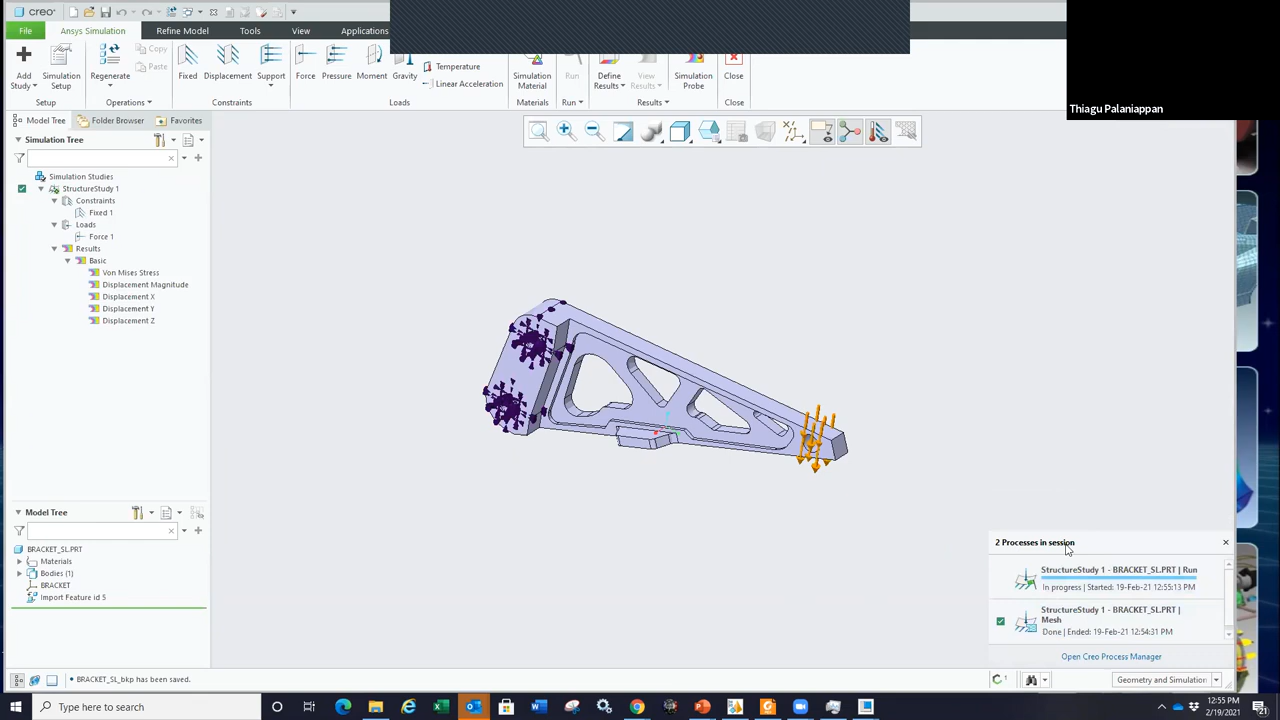 creo
File
Ansys Simulation
Refine Model
Tools
View
Applications
Add Study
Simulation Setup
Regenerate
Copy
Paste
Fixed
Displacement
Support
Force
Pressure
Moment
Gravity
Temperature
Linear Acceleration
Simulation Material
Run
Define Results
View Results
Simulation Probe
Close
Setup
Operations
Constraints
Loads
Materials
Run
Results
Close
Thiagu Palaniappan
Model Tree
Folder Browser
Favorites
Simulation Tree
Simulation Studies
StructureStudy 1
Constraints
Fixed 1
Loads
Force 1
Results
Basic
Von Mises Stress
Displacement Magnitude
Displacement X
Displacement Y
Displacement Z
Model Tree
BRACKET_SL.PRT
Materials
Bodies (1)
BRACKET
Import Feature id 5
2 Processes in session
StructureStudy 1 - BRACKET_SL.PRT | Run
In progress | Started: 19-Feb-21 12:55:13 PM
StructureStudy 1 - BRACKET_SL.PRT |
Mesh
Done | Ended: 19-Feb-21 12:54:31 PM
Open Creo Process Manager
• BRACKET_SL_bkp has been saved.
1
Geometry and Simulation
Type here to search
12:55 PM
2/19/2021
21